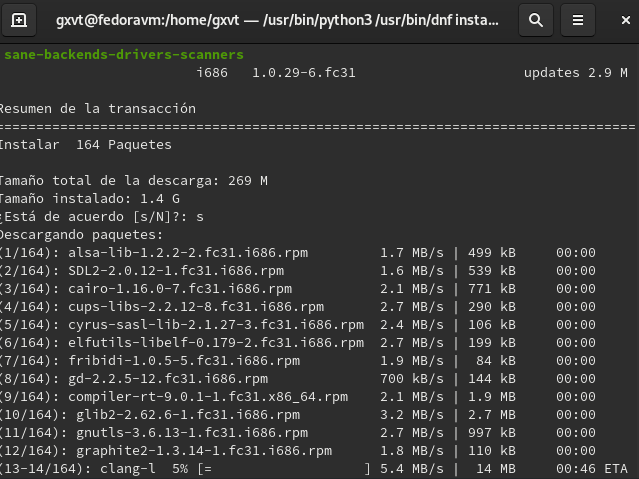 gxvt@fedoravm:/home/gxvt — /usr/bin/python3 /usr/bin/dnf insta...
sane-backends-drivers-scanners
i686 1.0.29-6.fc31 updates 2.9 M
Resumen de la transacción
================================================================================
Instalar 164 Paquetes
Tamaño total de la descarga: 269 M
Tamaño instalado: 1.4 G
¿Está de acuerdo [s/N]?: s
Descargando paquetes:
(1/164): alsa-lib-1.2.2-2.fc31.i686.rpm 1.7 MB/s | 499 kB 00:00
(2/164): SDL2-2.0.12-1.fc31.i686.rpm 1.6 MB/s | 539 kB 00:00
(3/164): cairo-1.16.0-7.fc31.i686.rpm 2.1 MB/s | 771 kB 00:00
(4/164): cups-libs-2.2.12-8.fc31.i686.rpm 2.7 MB/s | 290 kB 00:00
(5/164): cyrus-sasl-lib-2.1.27-3.fc31.i686.rpm 2.4 MB/s | 106 kB 00:00
(6/164): elfutils-libelf-0.179-2.fc31.i686.rpm 2.7 MB/s | 199 kB 00:00
(7/164): fribidi-1.0.5-5.fc31.i686.rpm 1.9 MB/s | 84 kB 00:00
(8/164): gd-2.2.5-12.fc31.i686.rpm 700 kB/s | 144 kB 00:00
(9/164): compiler-rt-9.0.1-1.fc31.x86_64.rpm 2.1 MB/s | 1.9 MB 00:00
(10/164): glib2-2.62.6-1.fc31.i686.rpm 3.2 MB/s | 2.7 MB 00:00
(11/164): gnutls-3.6.13-1.fc31.i686.rpm 2.7 MB/s | 997 kB 00:00
(12/164): graphite2-1.3.14-1.fc31.i686.rpm 1.8 MB/s | 110 kB 00:00
(13-14/164): clang-l 5% [= ] 5.4 MB/s | 14 MB 00:46 ETA